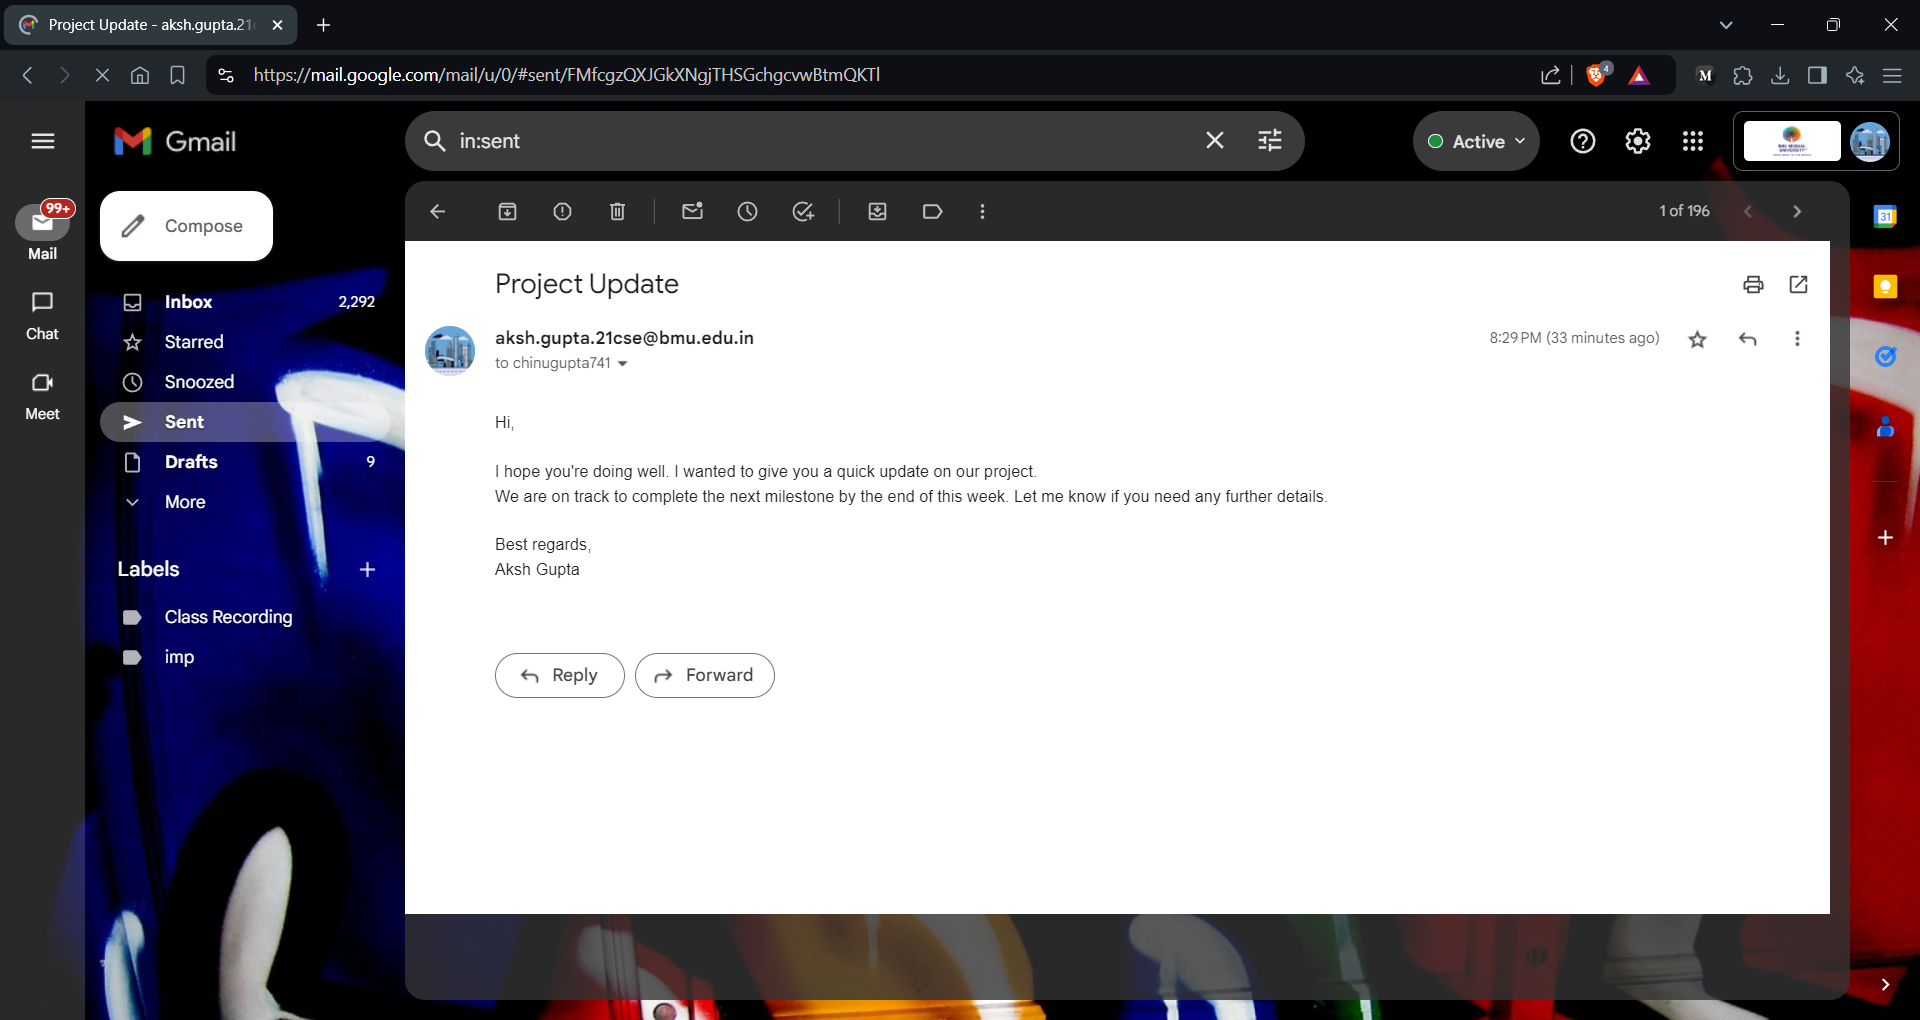 Project Update - aksh.gupta.21
https://mail.google.com/mail/u/0/#sent/FMfcgzQXJGkXNgjTHSGchgcvwBtmQKTl
4
M
Gmail
in:sent
Active
99+
Mail
Chat
Meet
Compose
Inbox 2,292
Starred
Snoozed
Sent
Drafts 9
More
Labels
Class Recording
imp
1 of 196
31
Project Update
aksh.gupta.21cse@bmu.edu.in
8:29 PM (33 minutes ago)
to chinugupta741
Hi,
I hope you're doing well. I wanted to give you a quick update on our project.
We are on track to complete the next milestone by the end of this week. Let me know if you need any further details.
Best regards,
Aksh Gupta
Reply
Forward